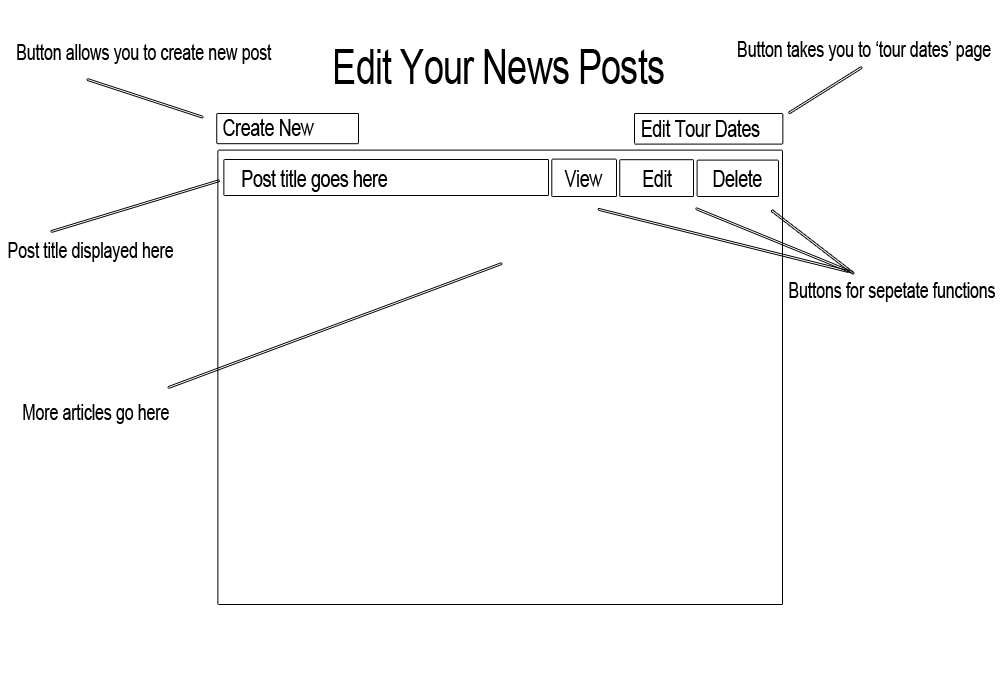 Button allows you to create new post
Button takes you to ‘tour dates’ page
Edit Your News Posts
Create New
Edit Tour Dates
Post title goes here
View
Edit
Delete
Post title displayed here
Buttons for sepetate functions
More articles go here